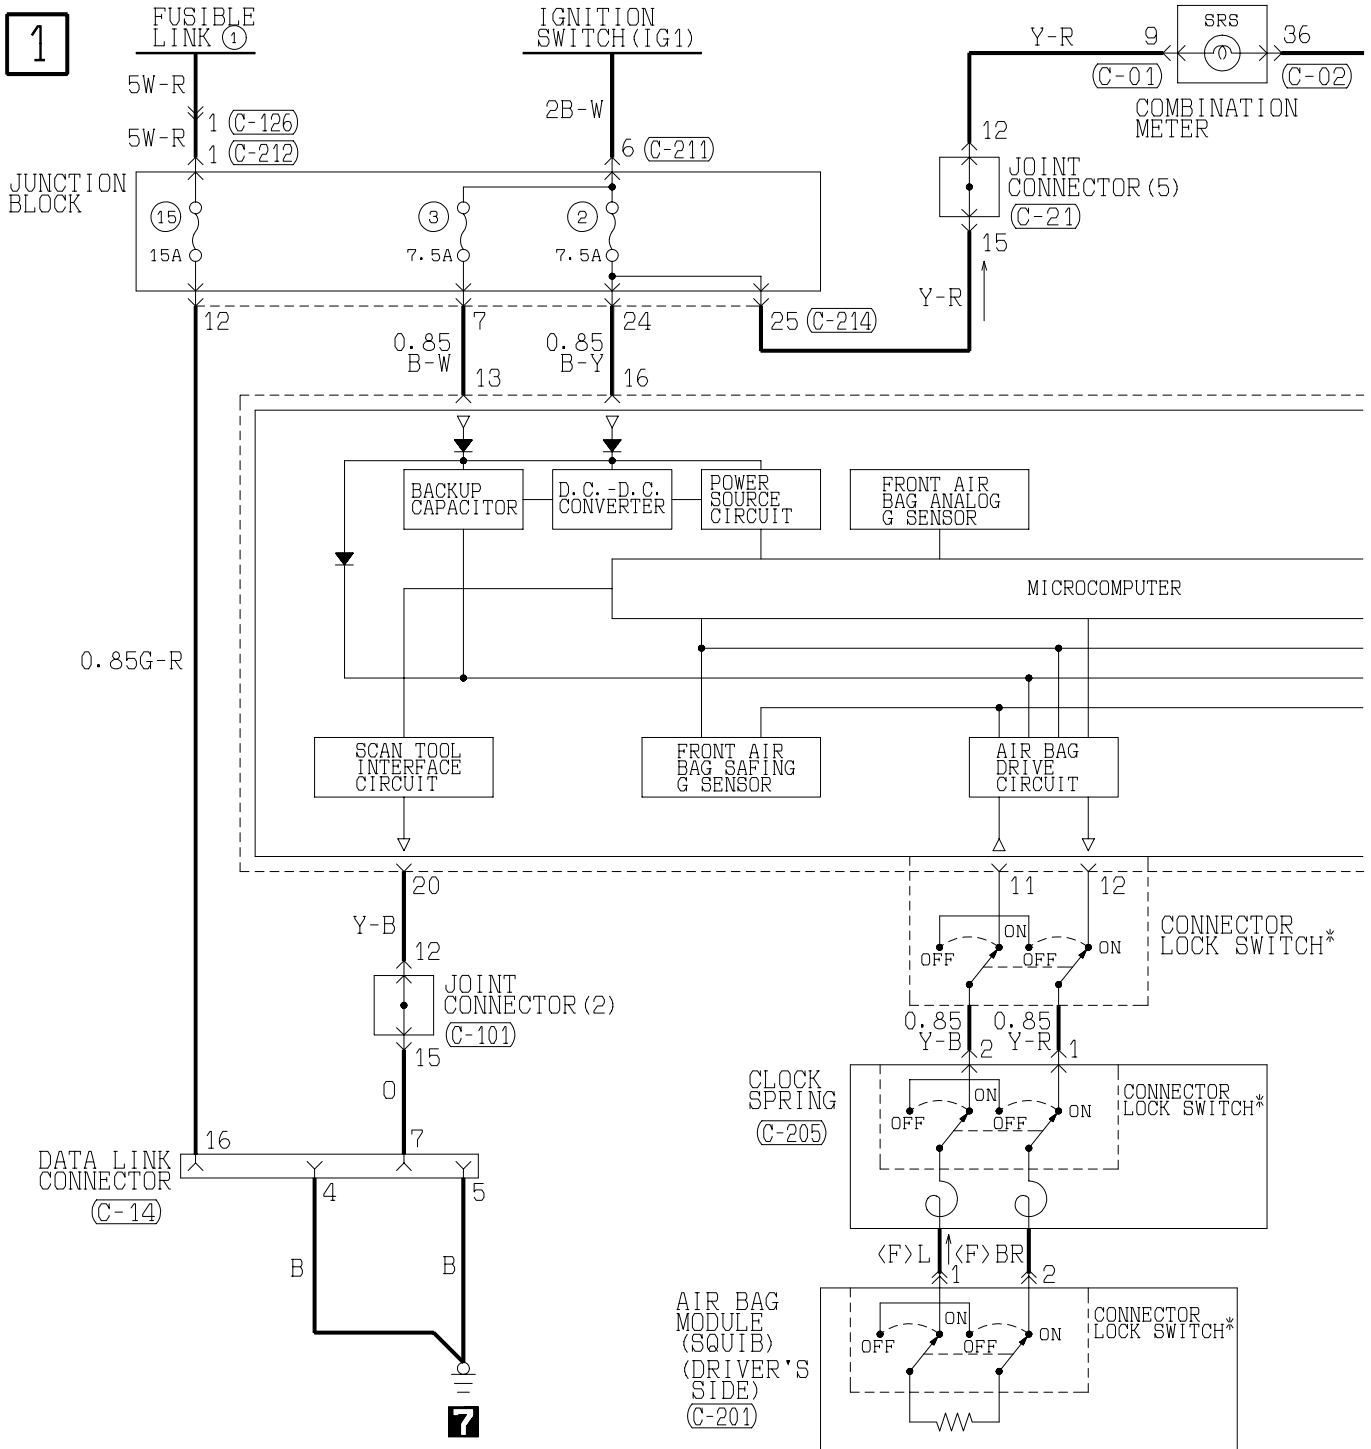 1
FUSIBLE
LINK 1
IGNITION
SWITCH(IG1)
SRS
Y-R
9
36
(C-01)
(C-02)
COMBINATION
METER
5W-R
1 (C-126)
5W-R
1 (C-212)
2B-W
6 (C-211)
12
JOINT
CONNECTOR(5)
(C-21)
15
Y-R
JUNCTION
BLOCK
15
15A
3
7.5A
2
7.5A
12
7
24
25 (C-214)
0.85
B-W
0.85
B-Y
13
16
BACKUP
CAPACITOR
D.C.-D.C.
CONVERTER
POWER
SOURCE
CIRCUIT
FRONT AIR
BAG ANALOG
G SENSOR
MICROCOMPUTER
0.85G-R
SCAN TOOL
INTERFACE
CIRCUIT
FRONT AIR
BAG SAFING
G SENSOR
AIR BAG
DRIVE
CIRCUIT
20
11
12
Y-B
12
ON
ON
OFF
OFF
CONNECTOR
LOCK SWITCH*
JOINT
CONNECTOR(2)
(C-101)
15
O
0.85
Y-B
0.85
Y-R
2
1
CLOCK
SPRING
(C-205)
ON
ON
OFF
OFF
CONNECTOR
LOCK SWITCH*
16
7
DATA LINK
CONNECTOR
(C-14)
4
5
B
B
<F>L
<F>BR
1
2
AIR BAG
MODULE
(SQUIB)
(DRIVER'S
SIDE)
(C-201)
ON
ON
OFF
OFF
CONNECTOR
LOCK SWITCH*
7